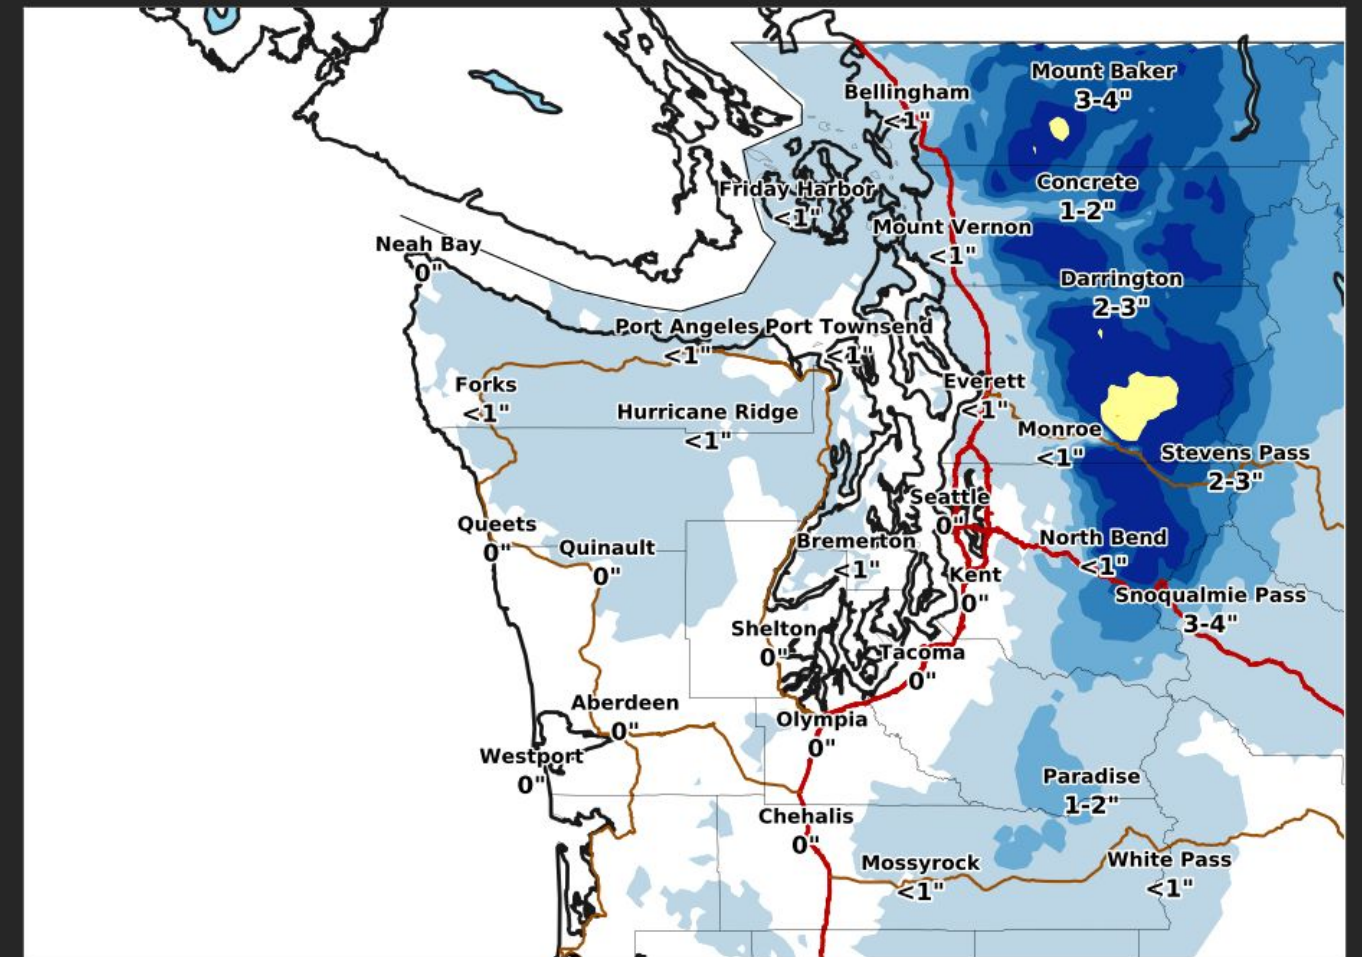 Mount Baker
3-4"
Bellingham
<1"
Concrete
1-2"
Friday Harbor
<1"
Mount Vernon
<1"
Neah Bay
0"
Darrington
2-3"
Port Angeles
<1"
Port Townsend
<1"
Forks
<1"
Everett
<1"
Hurricane Ridge
<1"
Monroe
<1"
Stevens Pass
2-3"
Seattle
0"
Queets
0"
Quinault
0"
Bremerton
<1"
North Bend
<1"
Kent
0"
Snoqualmie Pass
3-4"
Shelton
0"
Tacoma
0"
Aberdeen
0"
Olympia
0"
Westport
0"
Paradise
1-2"
Chehalis
0"
Mossyrock
<1"
White Pass
<1"